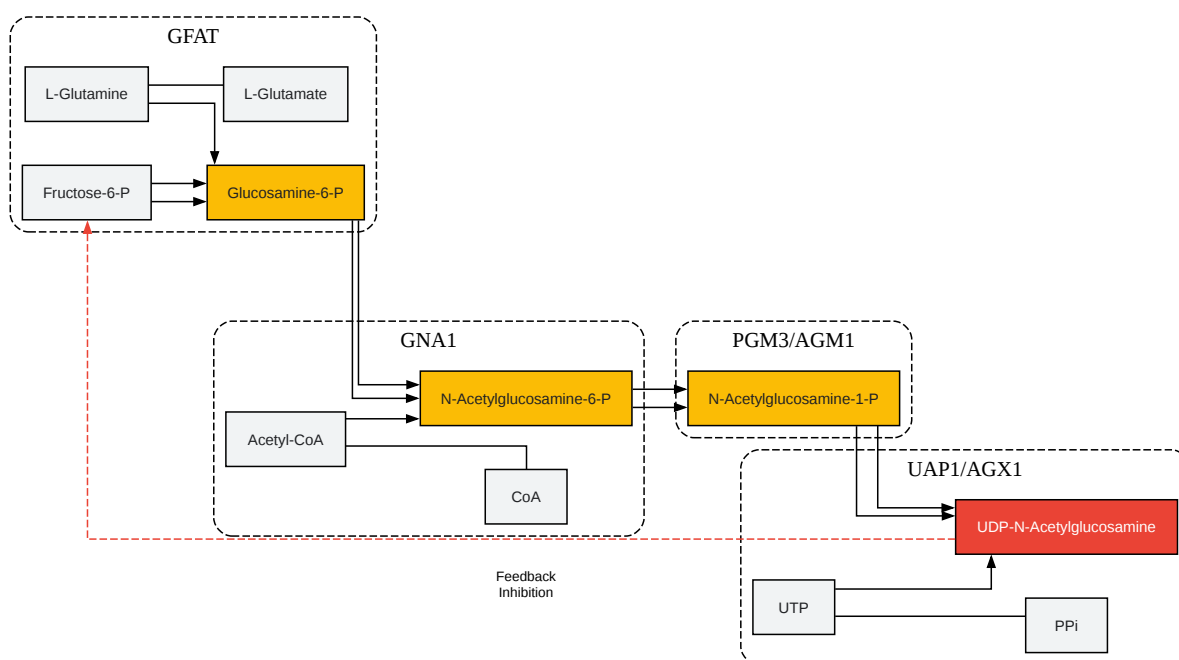 GFAT
L-Glutamine
L-Glutamate
Fructose-6-P
Glucosamine-6-P
GNA1
PGM3/AGM1
N-Acetylglucosamine-6-P
N-Acetylglucosamine-1-P
Acetyl-CoA
CoA
UAP1/AGX1
UDP-N-Acetylglucosamine
Feedback
Inhibition
UTP
PPi